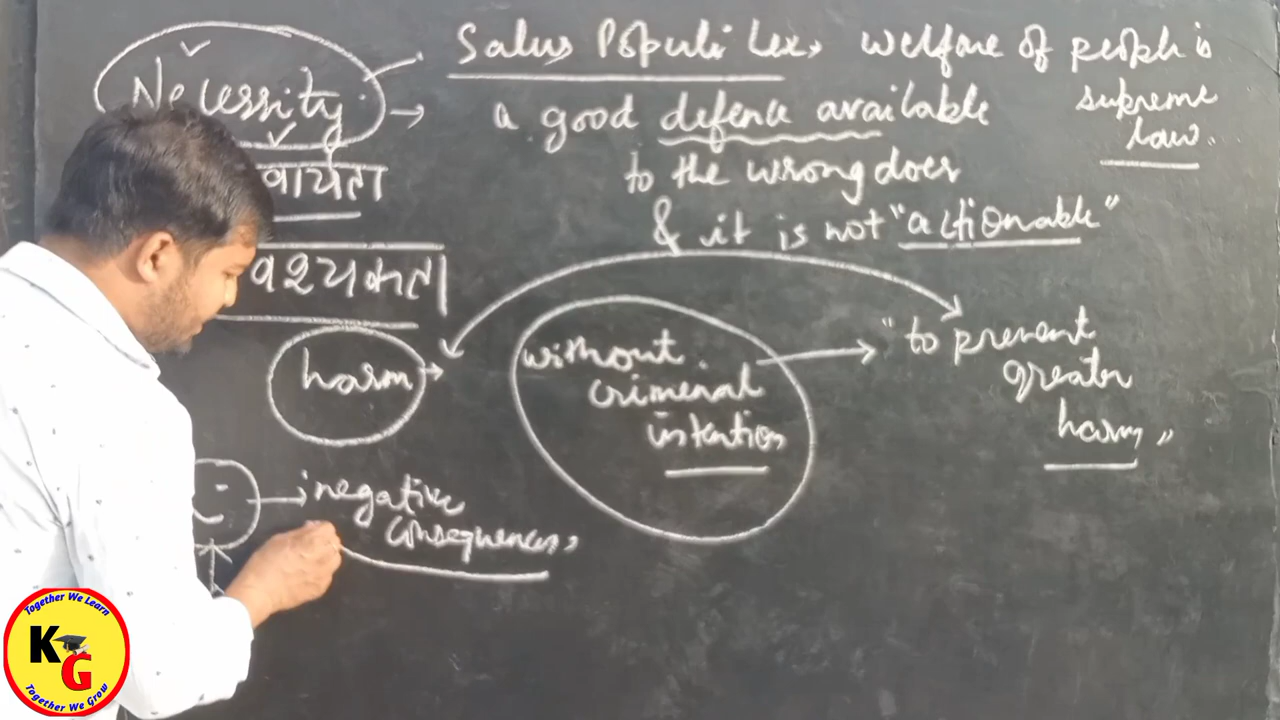 Necessity
Salus Populi Lex, welfare of people is
supreme
law.
a good defence available
to the wrong doer
& it is not "actionable"
harm
without
criminal
intention
"to prevent
greater
harm"
negative
consequences,
Together We Learn
KG
Together We Grow